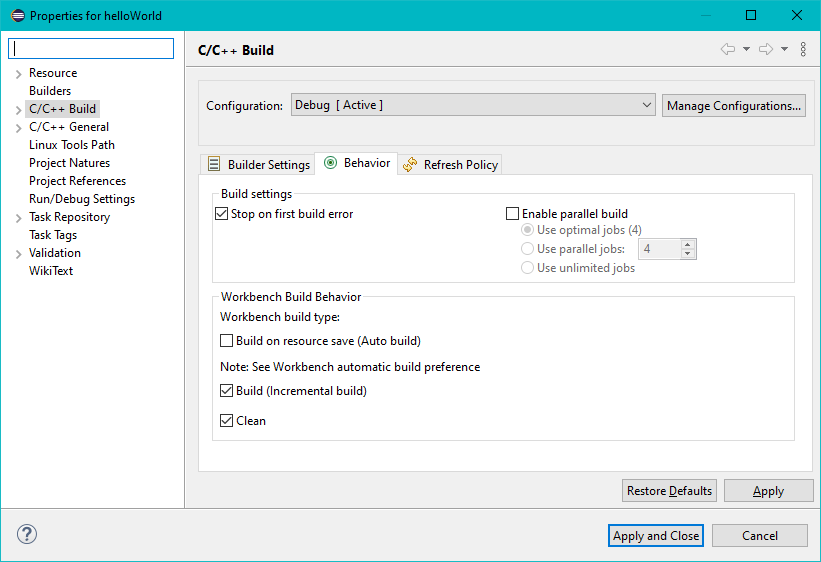 Properties for helloWorld
C/C++ Build
Resource
Builders
C/C++ Build
C/C++ General
Linux Tools Path
Project Natures
Project References
Run/Debug Settings
Task Repository
Task Tags
Validation
WikiText
Configuration: Debug [ Active ] Manage Configurations...
Builder Settings Behavior Refresh Policy
Build settings
Stop on first build error Enable parallel build
Use optimal jobs (4)
Use parallel jobs: 4
Use unlimited jobs
Workbench Build Behavior
Workbench build type:
Build on resource save (Auto build)
Note: See Workbench automatic build preference
Build (Incremental build)
Clean
Restore Defaults Apply
? Apply and Close Cancel